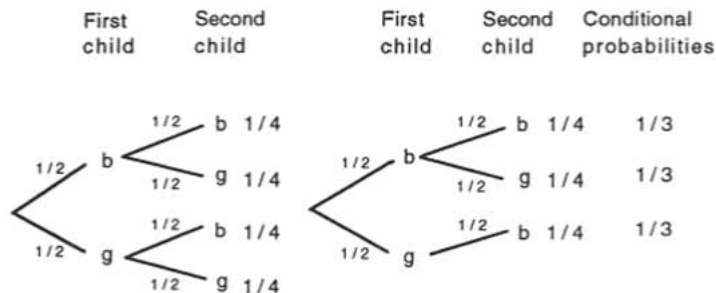 First Second First Second Conditional
child child child child probabilities
1/2 b 1/4 1/2 b 1/4 1/3
1/2 b 1/2 b
1/2 g 1/4 1/2 g 1/4 1/3
1/2 b 1/4 1/2 b 1/4 1/3
1/2 g 1/2 g
1/2 g 1/4